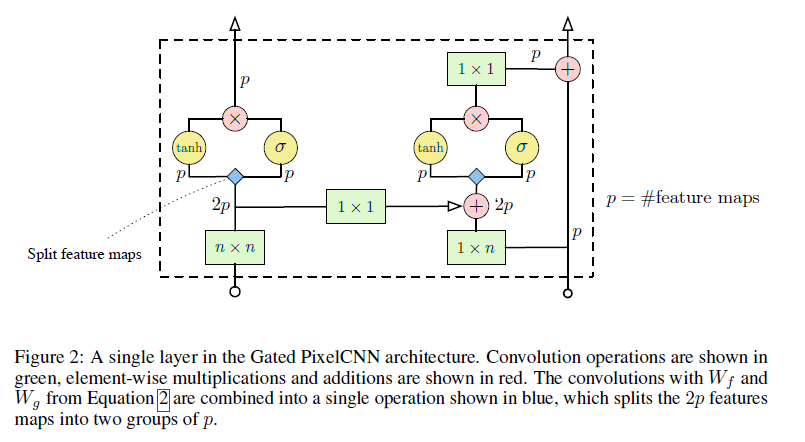 p
1 × 1
p
+
×
×
tanh
σ
tanh
σ
p
p
p
p
2p
1 × 1
+
2p
p = #feature maps
n × n
1 × n
p
Split feature maps
Figure 2: A single layer in the Gated PixelCNN architecture. Convolution operations are shown in
green, element-wise multiplications and additions are shown in red. The convolutions with W_f and
W_g from Equation 2 are combined into a single operation shown in blue, which splits the 2p features
maps into two groups of p.